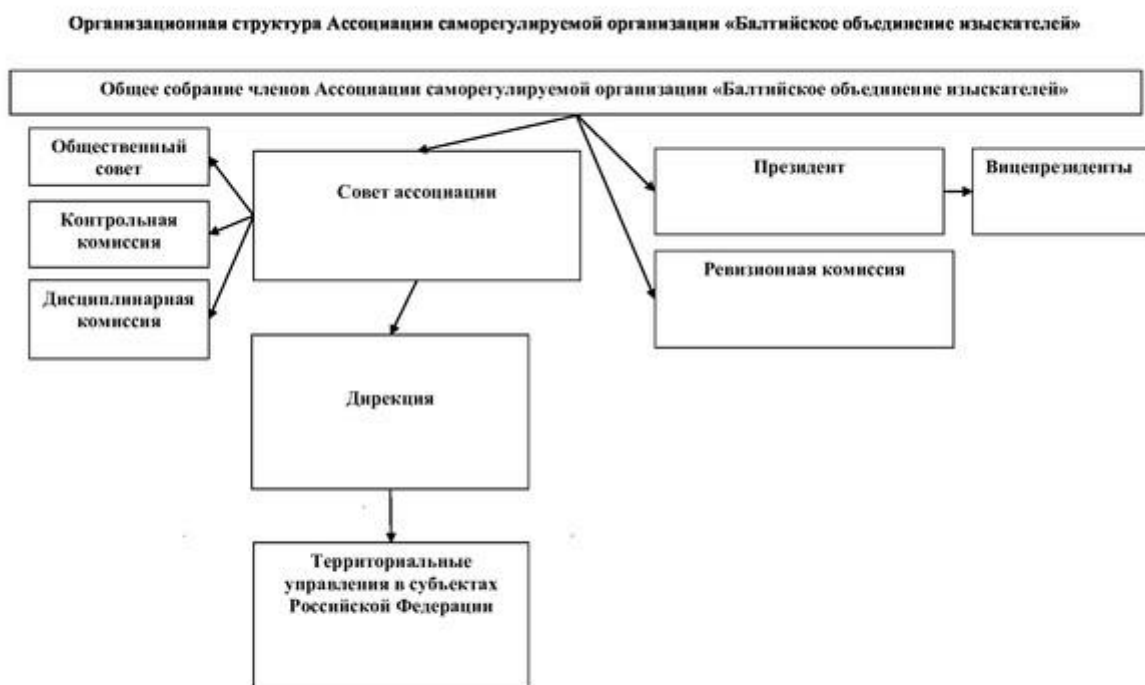 Организационная структура Ассоциации саморегулируемой организации «Балтийское объединение изыскателей»
Общее собрание членов Ассоциации саморегулируемой организации «Балтийское объединение изыскателей»
Общественный
совет
Контрольная
комиссия
Дисциплинарная
комиссия
Совет ассоциации
Президент
Вицепрезиденты
Ревизионная комиссия
Дирекция
Территориальные
управления в субъектах
Российской Федерации